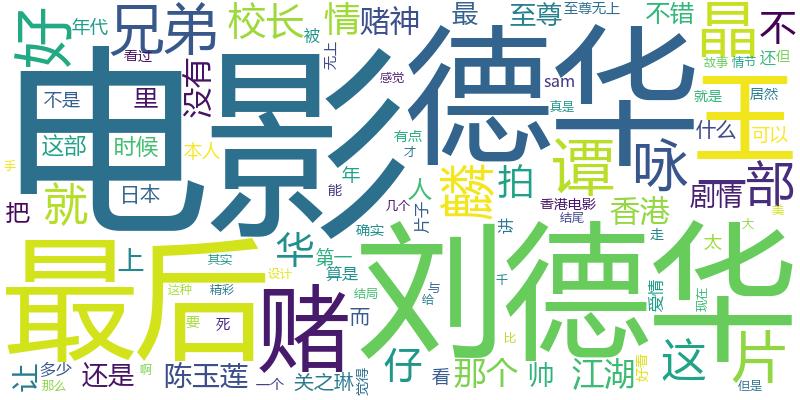 年代
兄弟
校长
情
赌神
最
至尊
至尊无上
不错
晶
不
好
看过
被
无上
没有
感觉
sam
故事
情节
还
但
电影
德华
王
不是
里
真是
就是
居然
这部
时候
本人
有点
才
谭
咏
什么
可以
手
日本
年
能
麟
人
拍
剧情
一部
把
就
几个
片子
香港电影
结尾
香港
美
上
华
第一
确实
井
走
太
大
最后
其实
设计
算是
刘德华
爱情
现在
片
这种
精彩
赌
结局
给
与
千
要
死
而
比
让
多少
那么
还是
啊
陈玉莲
一个
关之琳
觉得
仔
看
那个
帅
江湖
好看
这
但是